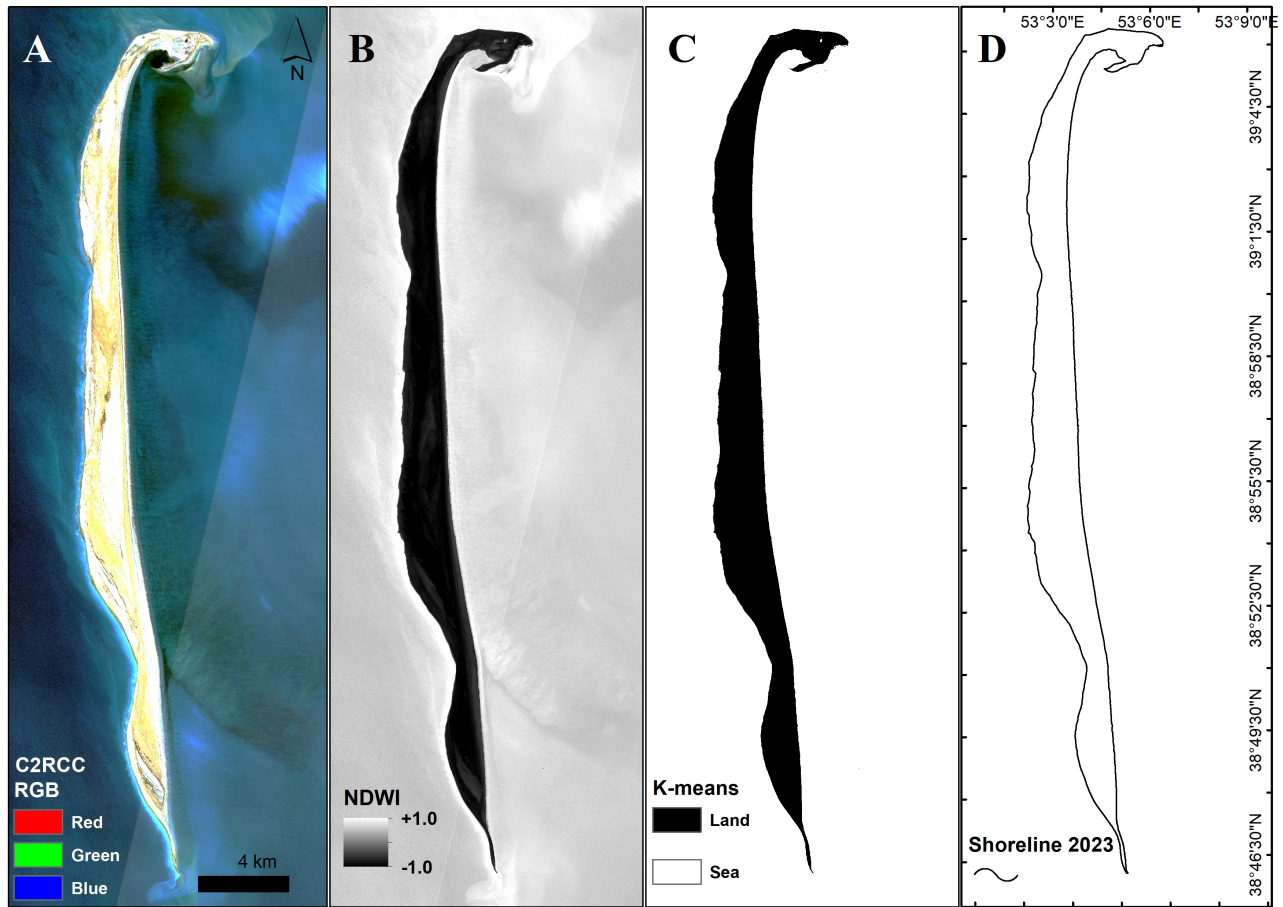 A
N
C2RCC
RGB
Red
Green
Blue
4 km
B
NDWI
+1.0
-1.0
C
K-means
Land
Sea
D
53°3'0"E 53°6'0"E 53°9'0"E
39°4'30"N
39°1'30"N
38°58'30"N
38°55'30"N
38°52'30"N
38°49'30"N
38°46'30"N
Shoreline 2023